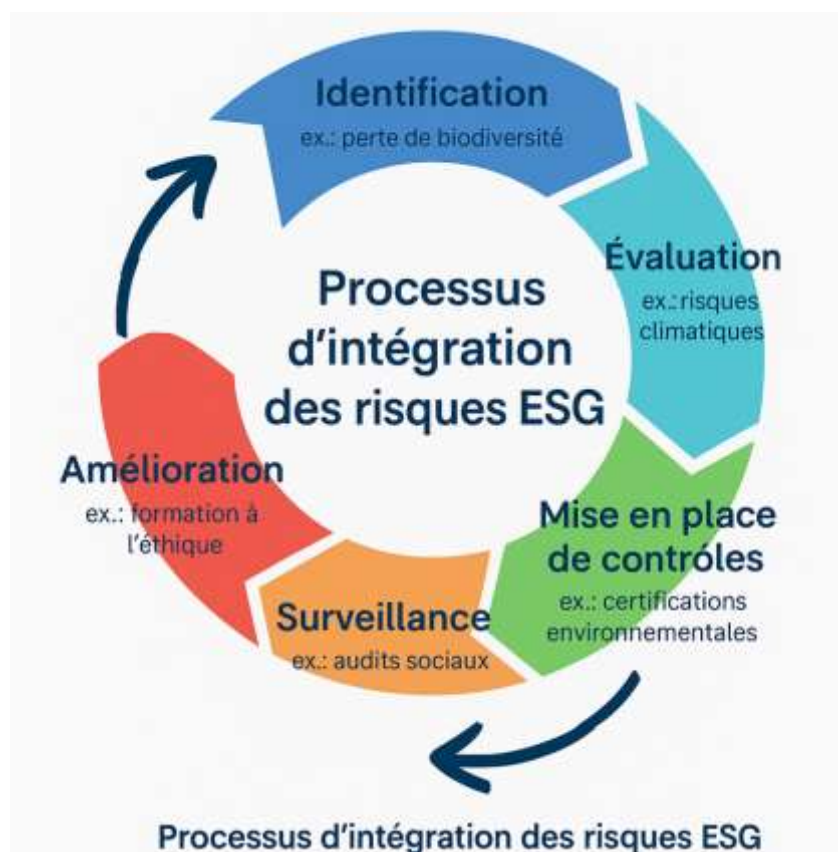 Identification
ex.: perte de biodiversité
Évaluation
ex.: risques
climatiques
Processus
d'intégration
des risques ESG
Mise en place
de contróles
ex.: certifications
environnementales
Surveillance
ex.: audits sociaux
Amélioration
ex.: formation à
l'éthique
Processus d'intégration des risques ESG